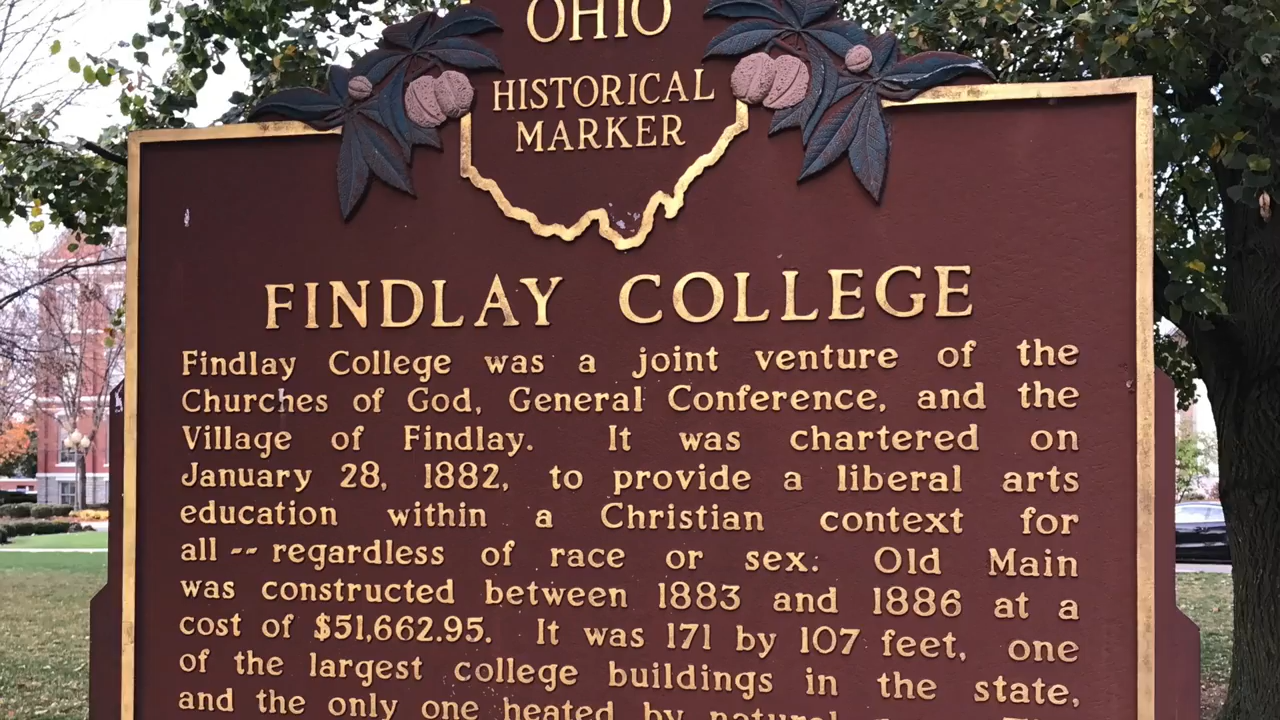 OHIO
HISTORICAL
MARKER
FINDLAY COLLEGE
Findlay College was a joint venture of the
Churches of God, General Conference, and the
Village of Findlay. It was chartered on
January 28, 1882, to provide a liberal arts
education within a Christian context for
all -- regardless of race or sex. Old Main
was constructed between 1883 and 1886 at a
cost of $51,662.95. It was 171 by 107 feet, one
of the largest college buildings in the state,
and the only one heated by natural